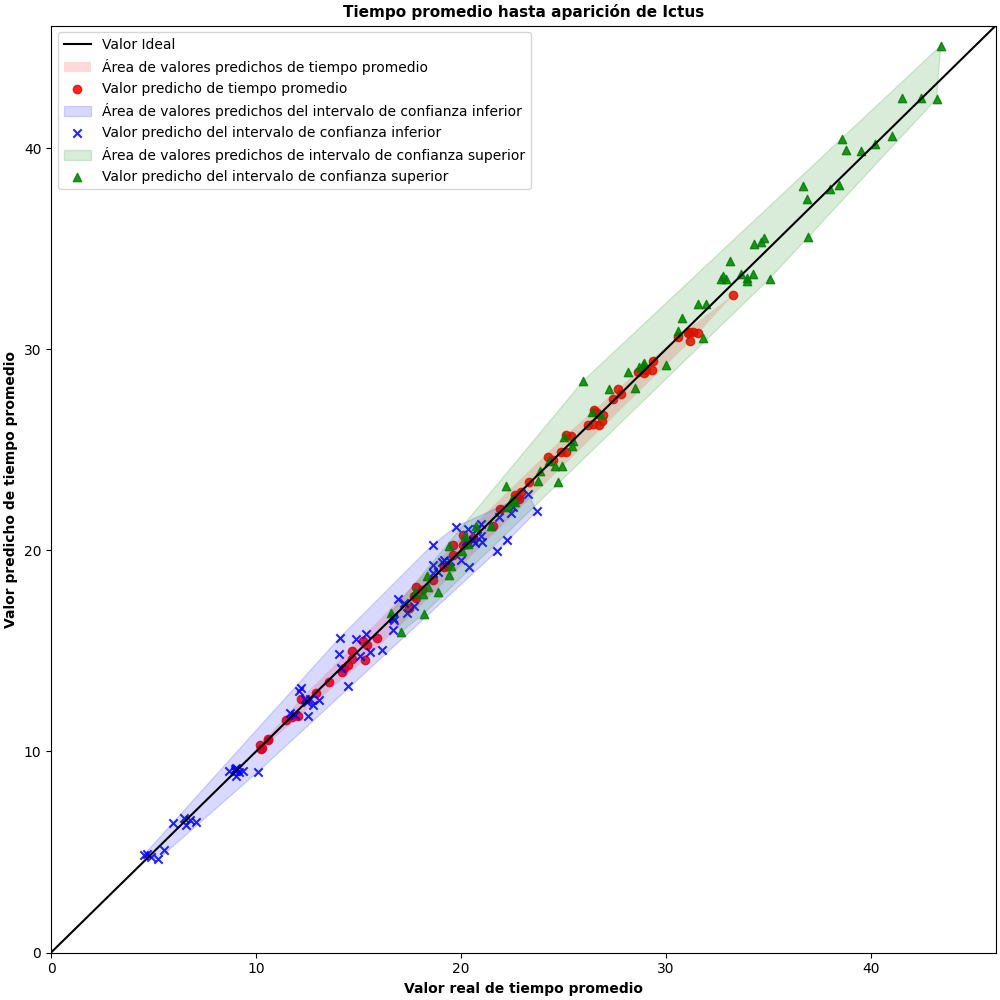 Tiempo promedio hasta aparición de Ictus
Valor Ideal
Área de valores predichos de tiempo promedio
Valor predicho de tiempo promedio
Área de valores predichos del intervalo de confianza inferior
Valor predicho del intervalo de confianza inferior
Área de valores predichos de intervalo de confianza superior
Valor predicho del intervalo de confianza superior
Valor predicho de tiempo promedio
40
30
20
10
0
0 10 20 30 40
Valor real de tiempo promedio